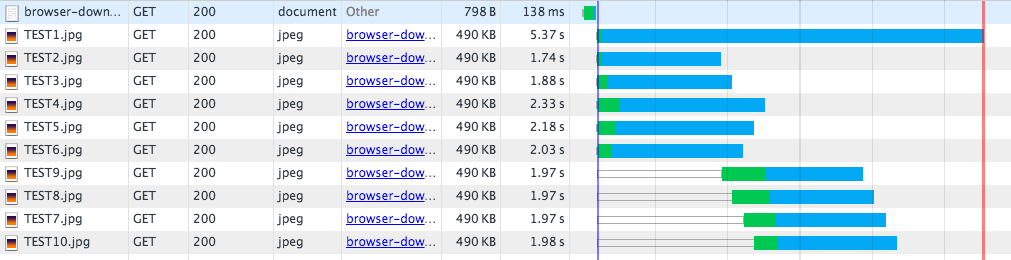 browser-down... GET 200 document Other 798 B 138 ms
TEST1.jpg GET 200 jpeg browser-dow... 490 KB 5.37 s
TEST2.jpg GET 200 jpeg browser-dow... 490 KB 1.74 s
TEST3.jpg GET 200 jpeg browser-dow... 490 KB 1.88 s
TEST4.jpg GET 200 jpeg browser-dow... 490 KB 2.33 s
TEST5.jpg GET 200 jpeg browser-dow... 490 KB 2.18 s
TEST6.jpg GET 200 jpeg browser-dow... 490 KB 2.03 s
TEST9.jpg GET 200 jpeg browser-dow... 490 KB 1.97 s
TEST8.jpg GET 200 jpeg browser-dow... 490 KB 1.97 s
TEST7.jpg GET 200 jpeg browser-dow... 490 KB 1.97 s
TEST10.jpg GET 200 jpeg browser-dow... 490 KB 1.98 s